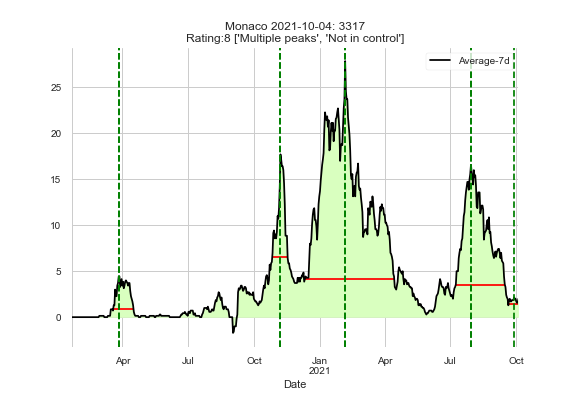 Monaco 2021-10-04: 3317
Rating:8 ['Multiple peaks', 'Not in control']
Average-7d
25
20
15
10
5
0
Apr Jul Oct Jan Apr Jul Oct
2021
Date